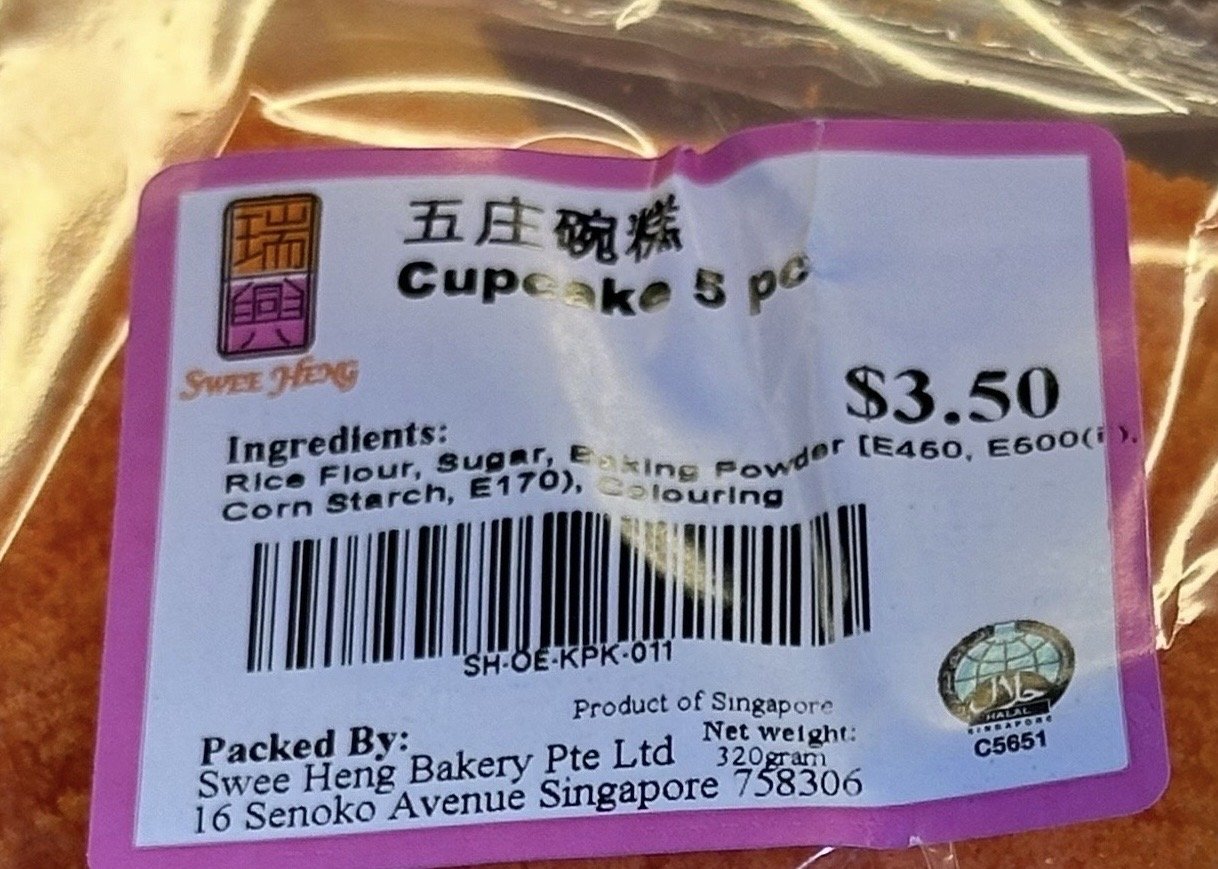 瑞
興
SWEE HENG
五庄碗糕
Cupcake 5 pc
$3.50
Ingredients:
Rice Flour, Sugar, Baking Powder [E460, E500(i),
Corn Starch, E170), Colouring
SH-OE-KPK-011
Product of Singapore
Packed By:
Net weight:
Swee Heng Bakery Pte Ltd
320gram
16 Senoko Avenue Singapore 758306
حلال
HALAL
SINGAPORE
C5651